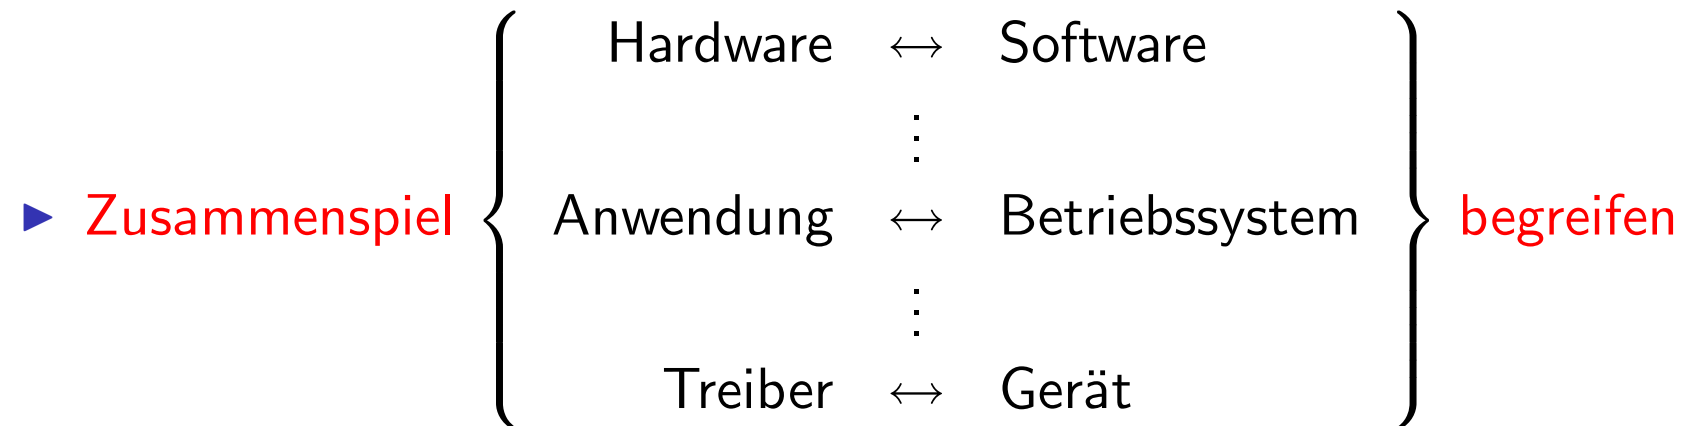 Hardware ↔ Software
⋮
▶ Zusammenspiel { Anwendung ↔ Betriebssystem } begreifen
⋮
Treiber ↔ Gerät